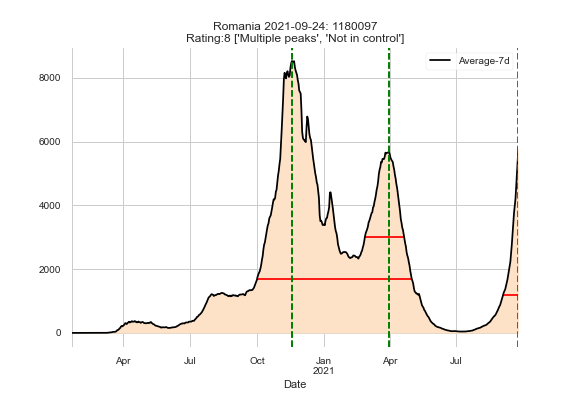 Romania 2021-09-24: 1180097
Rating:8 ['Multiple peaks', 'Not in control']
Average-7d
8000
6000
4000
2000
0
Apr Jul Oct Jan Apr Jul
2021
Date